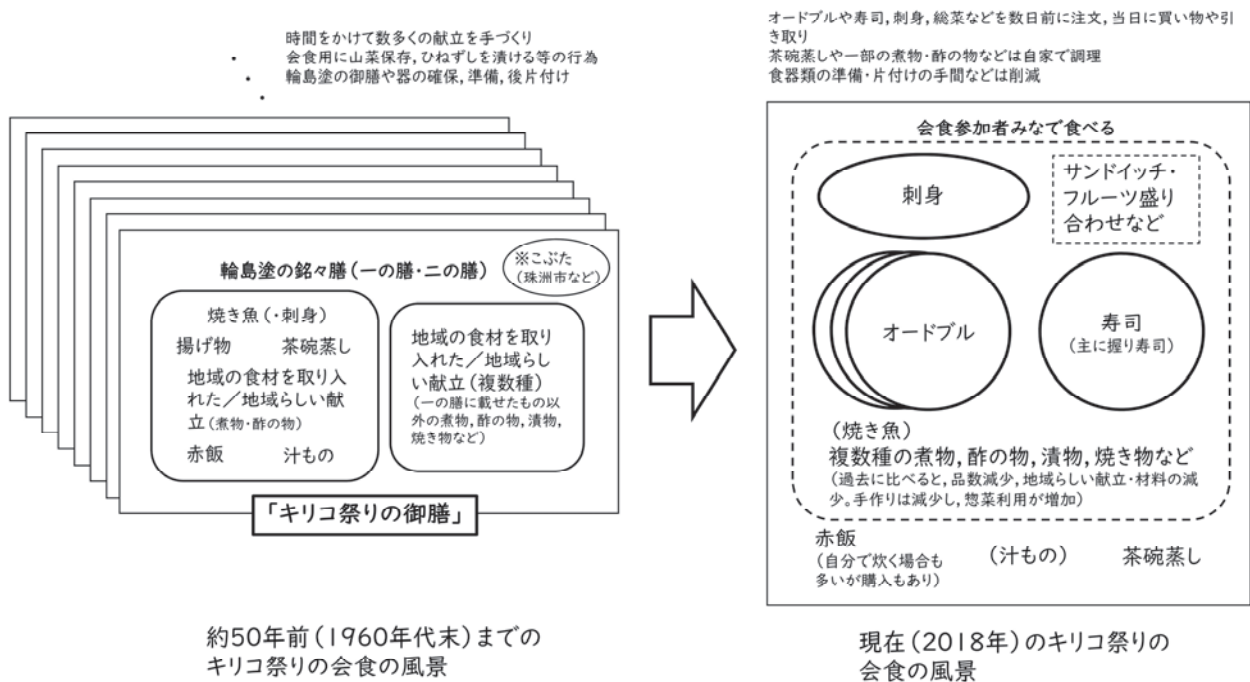 時間をかけて数多くの献立を手づくり
会食用に山菜保存,ひねずしを漬ける等の行為
輪島塗の御膳や器の確保,準備,後片付け
輪島塗の銘々膳(一の膳・二の膳)
※こぶた
(珠洲市など)
焼き魚(・刺身)
揚げ物 茶碗蒸し
地域の食材を取り入
れた/地域らしい献
立(煮物・酢の物)
赤飯 汁もの
地域の食材を取り
入れた/地域らし
い献立(複数種)
(一の膳に載せたもの以
外の煮物,酢の物,漬物,
焼き物など)
「キリコ祭りの御膳」
約50年前(1960年代末)までの
キリコ祭りの会食の風景
オードブルや寿司,刺身,総菜などを数日前に注文,当日に買い物や引
き取り
茶碗蒸しや一部の煮物・酢の物などは自家で調理
食器類の準備・片付けの手間などは削減
会食参加者みなで食べる
刺身
サンドイッチ・
フルーツ盛り
合わせなど
オードブル
寿司
(主に握り寿司)
(焼き魚)
複数種の煮物,酢の物,漬物,焼き物など
(過去に比べると,品数減少,地域らしい献立・材料の減
少。手作りは減少し,惣菜利用が増加)
赤飯
(自分で炊く場合も
多いが購入もあり)
(汁もの)
茶碗蒸し
現在(2018年)のキリコ祭りの
会食の風景